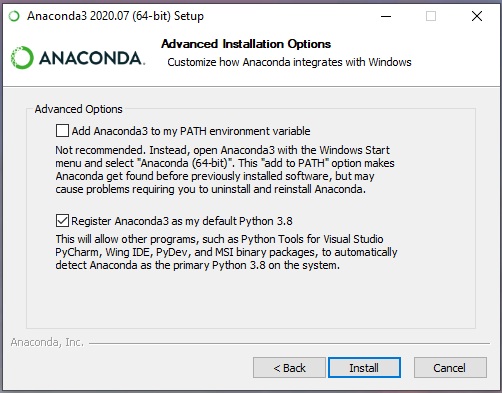 Anaconda3 2020.07 (64-bit) Setup
Advanced Installation Options
Customize how Anaconda integrates with Windows
ANACONDA.
Advanced Options
Add Anaconda3 to my PATH environment variable
Not recommended. Instead, open Anaconda3 with the Windows Start
menu and select "Anaconda (64-bit)". This "add to PATH" option makes
Anaconda get found before previously installed software, but may
cause problems requiring you to uninstall and reinstall Anaconda.
Register Anaconda3 as my default Python 3.8
This will allow other programs, such as Python Tools for Visual Studio
PyCharm, Wing IDE, PyDev, and MSI binary packages, to automatically
detect Anaconda as the primary Python 3.8 on the system.
Anaconda, Inc.
< Back Install Cancel